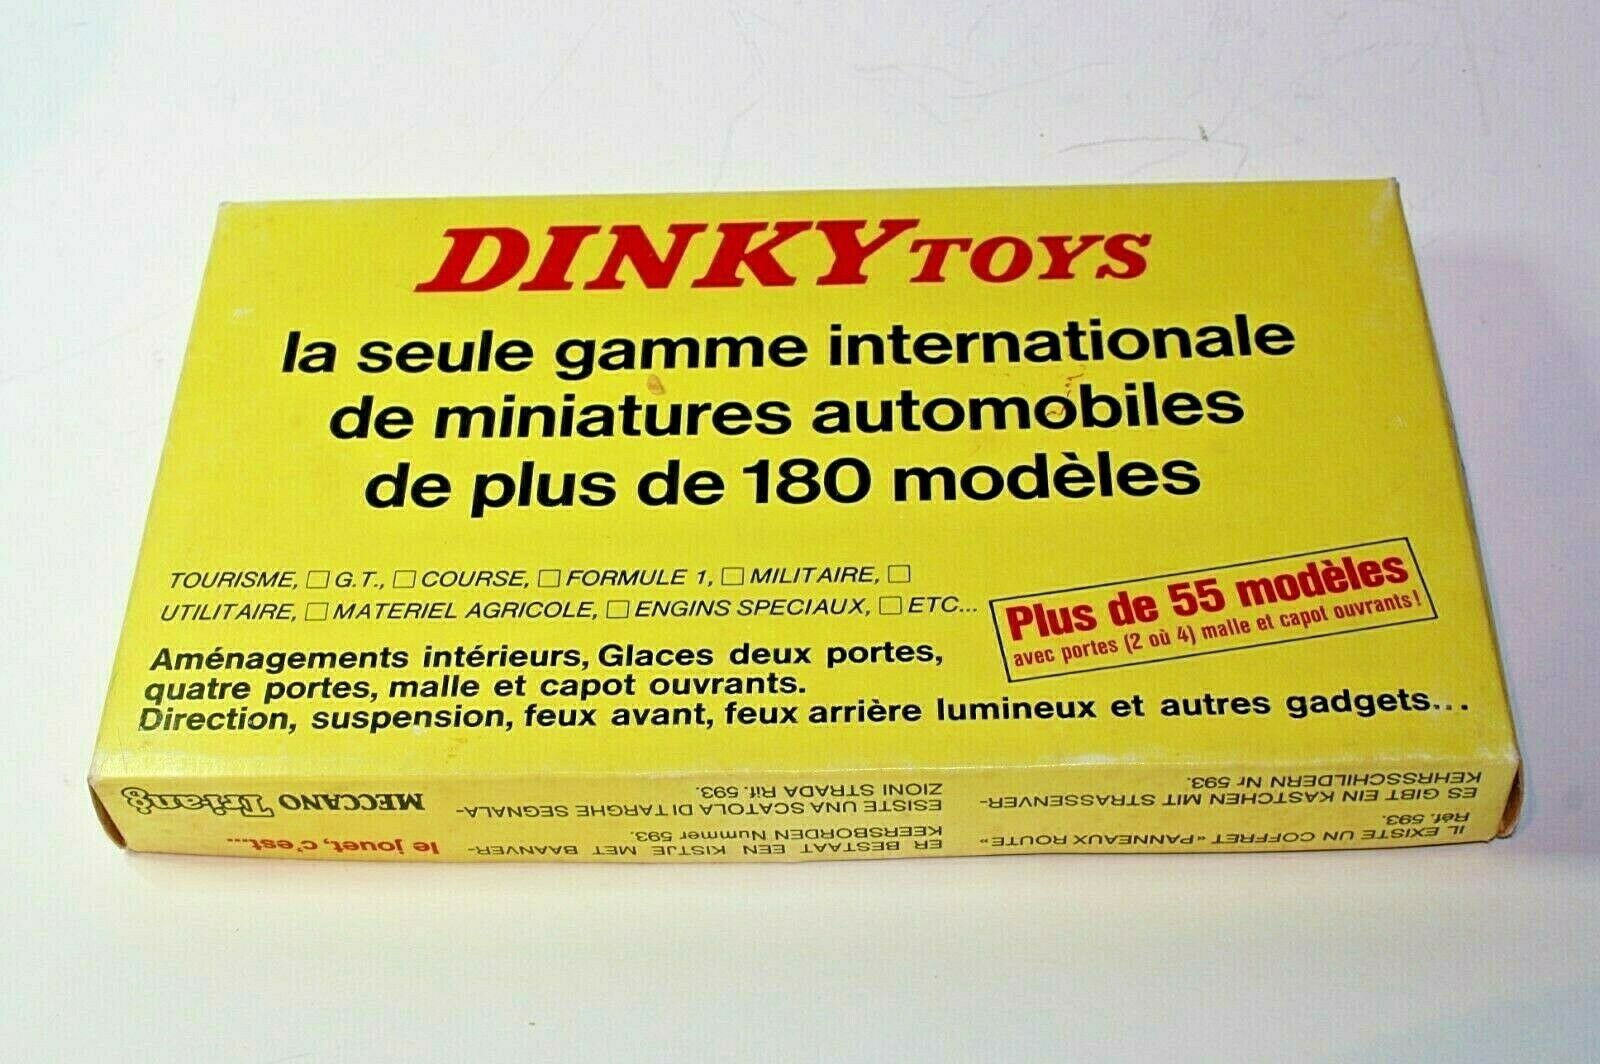 DINKY TOYS
la seule gamme internationale
de miniatures automobiles
de plus de 180 modèles
TOURISME, □ G.T., □ COURSE, □ FORMULE 1, □ MILITAIRE, □
UTILITAIRE, □ MATERIEL AGRICOLE, □ ENGINS SPECIAUX, □ ETC...
Plus de 55 modèles
avec portes (2 où 4) malle et capot ouvrants!
Aménagements intérieurs, Glaces deux portes,
quatre portes, malle et capot ouvrants.
Direction, suspension, feux avant, feux arrière lumineux et autres gadgets...
IL EXISTE UN COFFRET «PANNEAUX ROUTE»
Réf. 593.
ES GIBT EIN KASTCHEN MIT STRASSENVER-
KEHRSSCHILDERN Nr 593.
ER BESTAAT EEN KISTJE MET BAANVER-
KEERSBORDEN Nummer 593.
ESISTE UNA SCATOLA DI TARGHE SEGNALA-
ZIONI STRADA Rif. 593.
le jouet, c'est...
MECCANO Triang